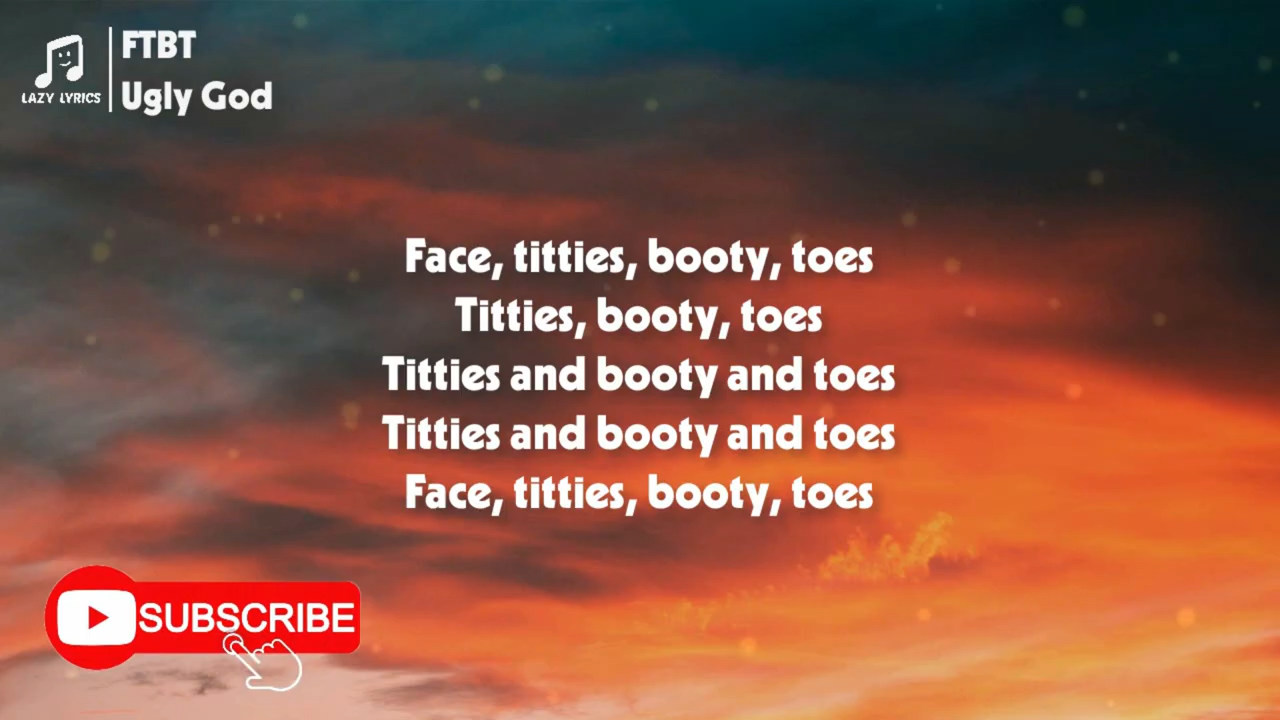 FTBT
LAZY LYRICS
Ugly God
Face, titties, booty, toes
Titties, booty, toes
Titties and booty and toes
Titties and booty and toes
Face, titties, booty, toes
SUBSCRIBE